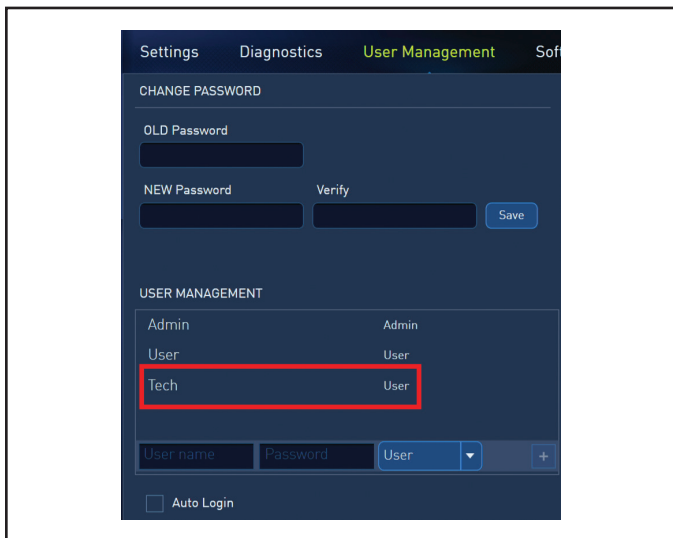 Settings Diagnostics User Management Sof
CHANGE PASSWORD
OLD Password
NEW Password Verify
Save
USER MANAGEMENT
Admin Admin
User User
Tech User
User name Password User +
Auto Login